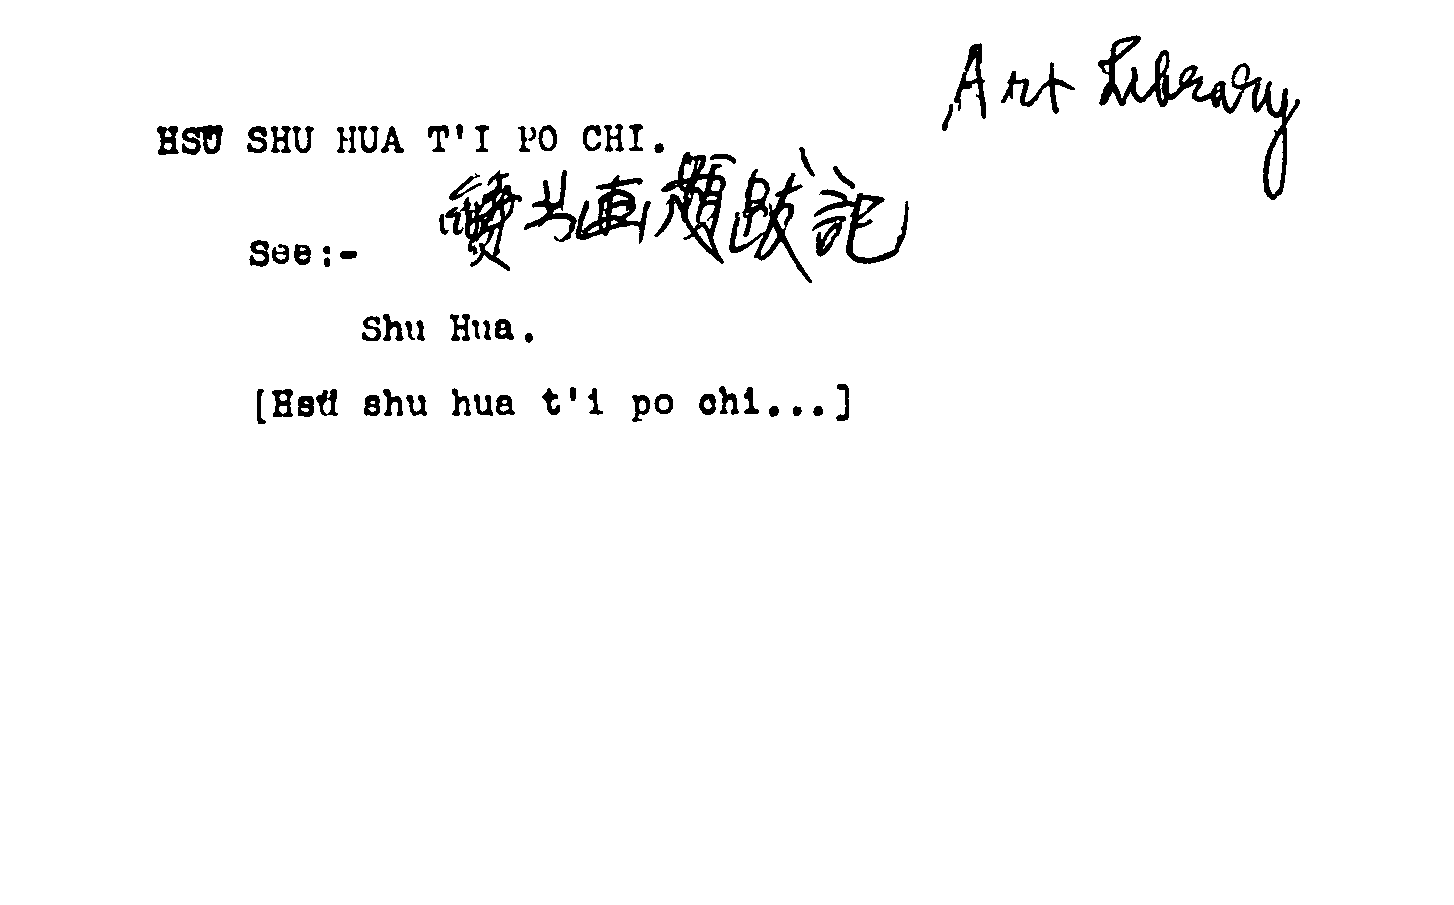 Art Library
HSÜ SHU HUA T'I PO CHI.
續书畫題跋記
See:-
Shu Hua.
[Hsü shu hua t'i po chi...]